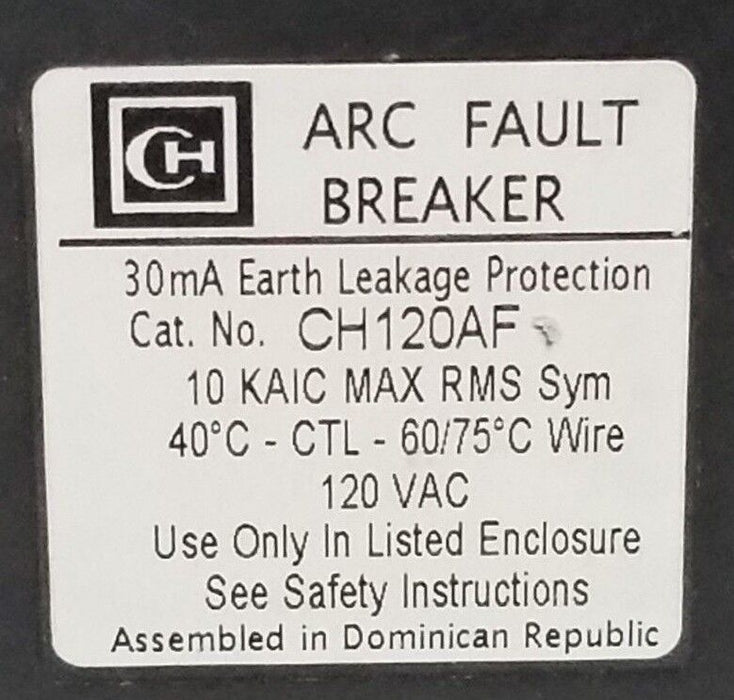 CH
ARC FAULT
BREAKER
30mA Earth Leakage Protection
Cat. No. CH120AF
10 KAIC MAX RMS Sym
40°C - CTL - 60/75°C Wire
120 VAC
Use Only In Listed Enclosure
See Safety Instructions
Assembled in Dominican Republic